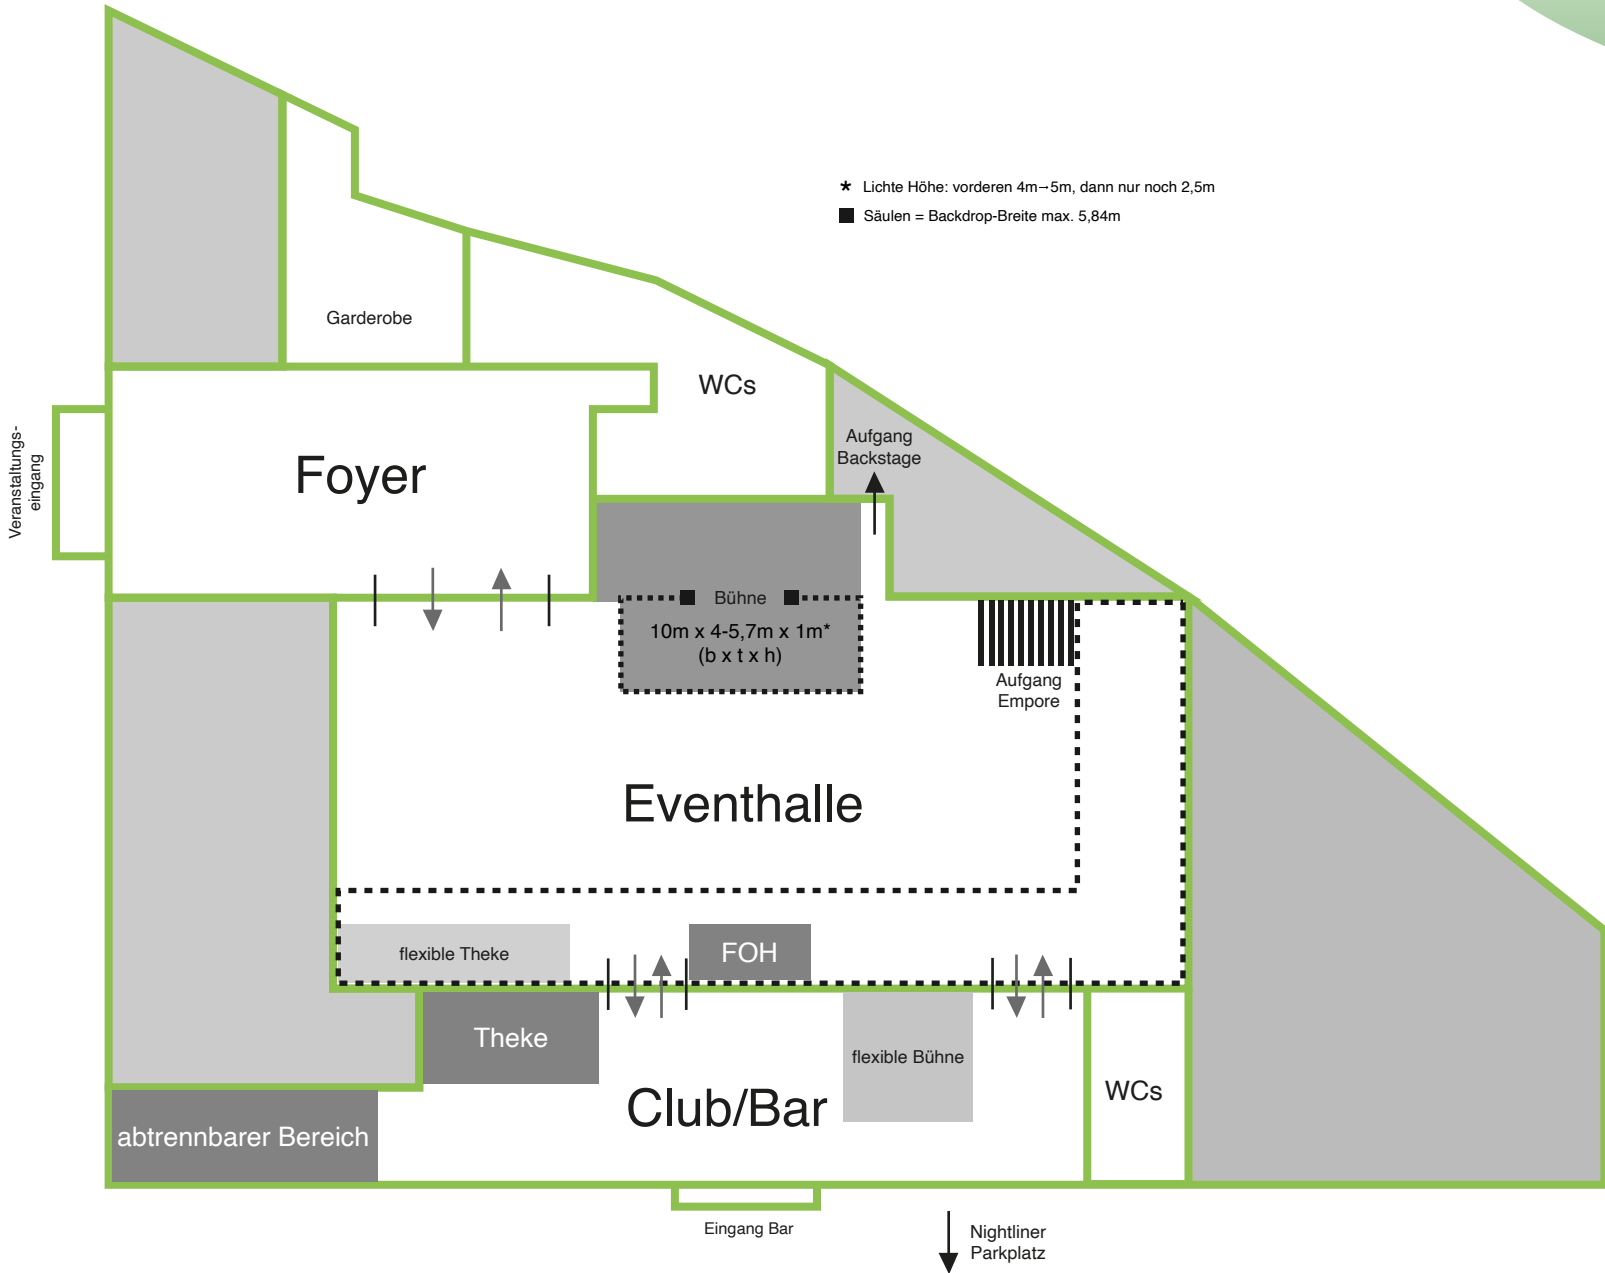 * Lichte Höhe: vorderen 4m–5m, dann nur noch 2,5m
Säulen = Backdrop-Breite max. 5,84m
Garderobe
WCs
Veranstaltungs-
eingang
Foyer
Aufgang
Backstage
Bühne
10m x 4-5,7m x 1m*
(b x t x h)
Aufgang
Empore
Eventhalle
flexible Theke
FOH
Theke
flexible Bühne
Club/Bar
WCs
abtrennbarer Bereich
Eingang Bar
Nightliner
Parkplatz